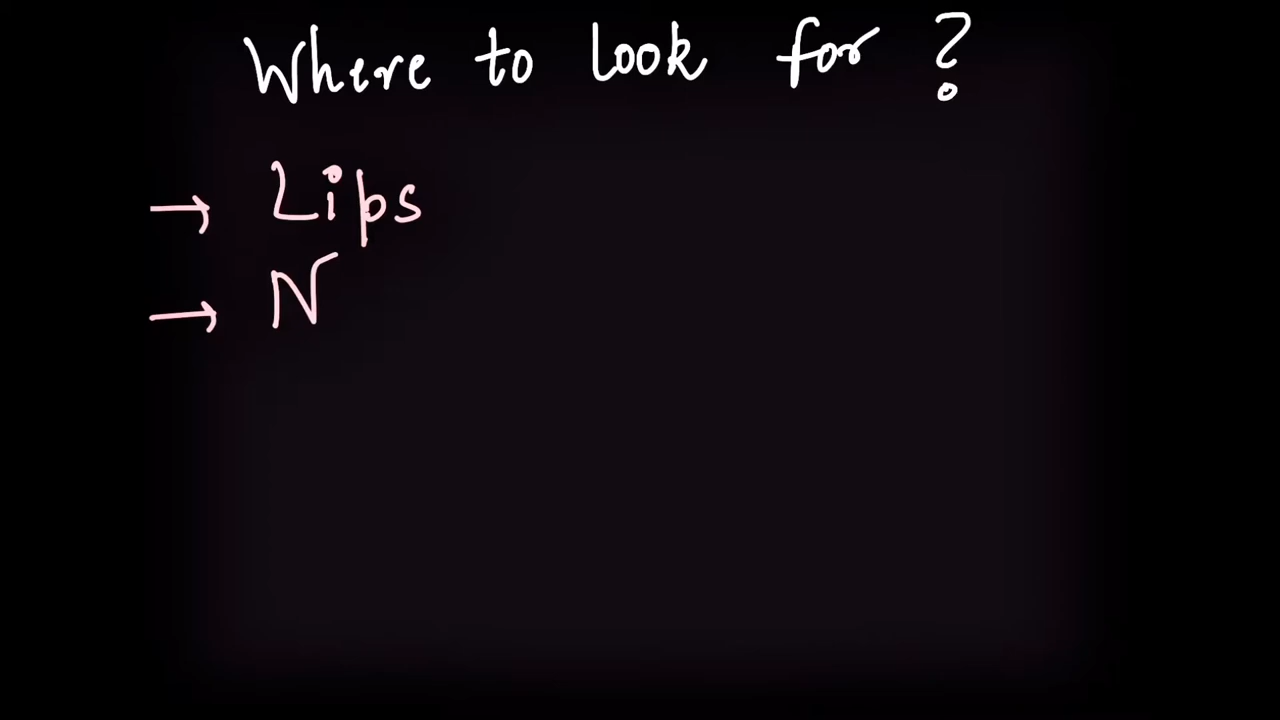 Where to look for ?
→ Lips
→ N